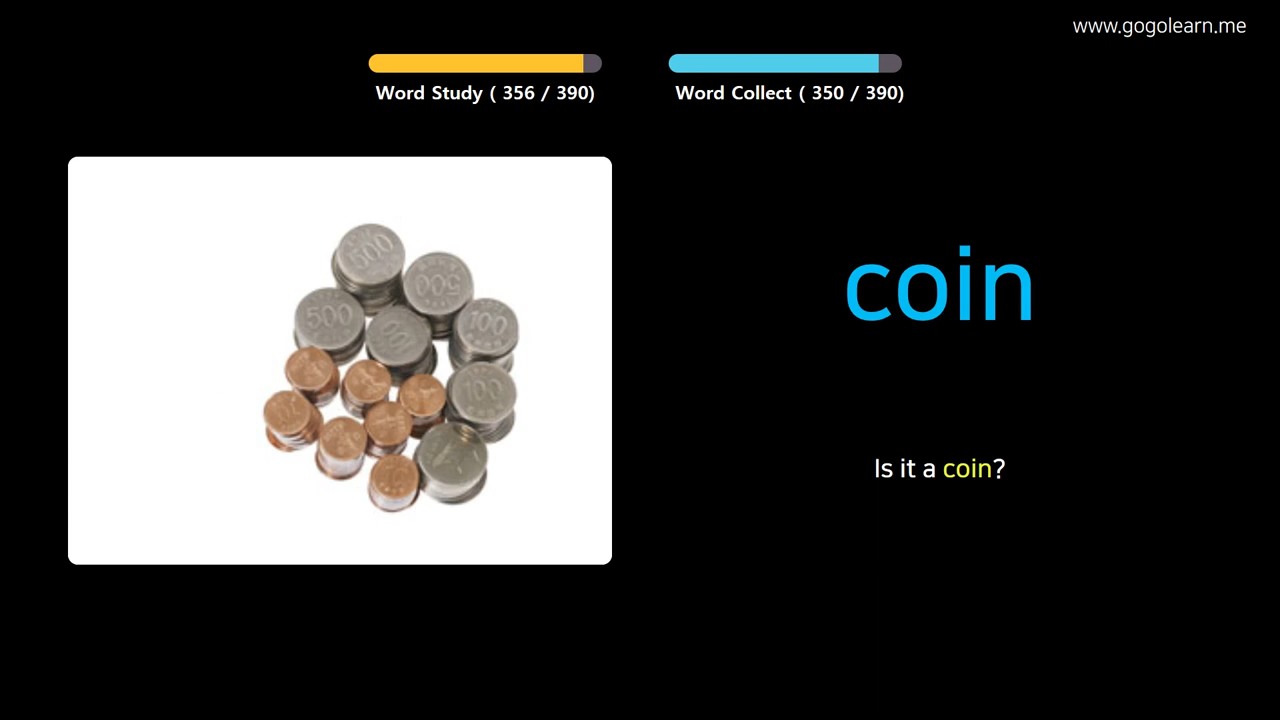 www.gogolearn.me
Word Study ( 356 / 390)
Word Collect ( 350 / 390)
coin
Is it a coin?
500
500
500
100
100